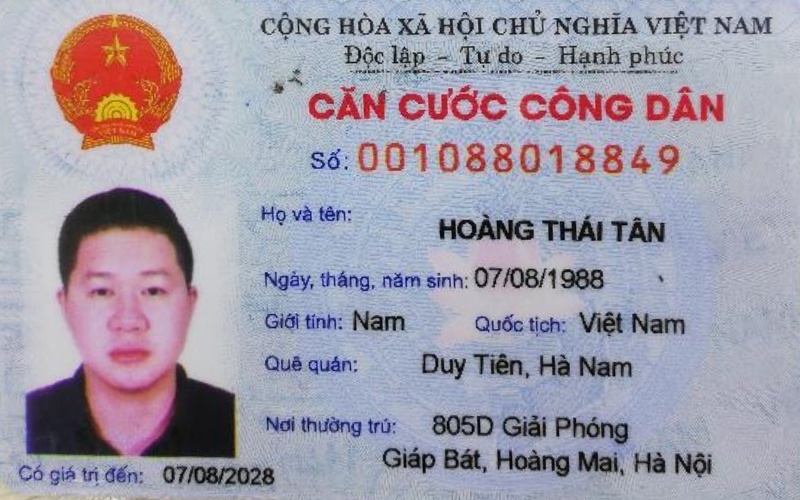 CỘNG HÒA XÃ HỘI CHỦ NGHĨA VIỆT NAM
Độc lập - Tự do - Hạnh phúc
CĂN CƯỚC CÔNG DÂN
Số: 001088018849
Họ và tên:
HOÀNG THÁI TÂN
Ngày, tháng, năm sinh: 07/08/1988
Giới tính: Nam Quốc tịch: Việt Nam
Quê quán: Duy Tiên, Hà Nam
Nơi thường trú: 805D Giải Phóng
Giáp Bát, Hoàng Mai, Hà Nội
Có giá trị đến: 07/08/2028
VIỆT NAM